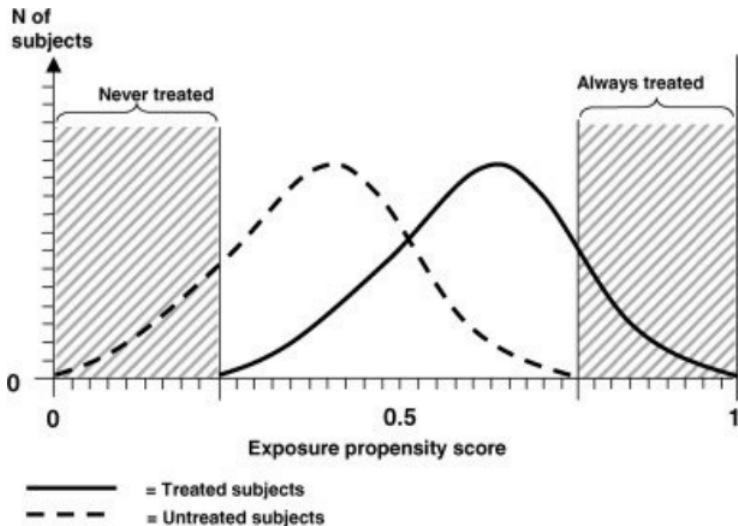 N of
subjects
Never treated
Always treated
0
0
0.5
1
Exposure propensity score
= Treated subjects
= Untreated subjects